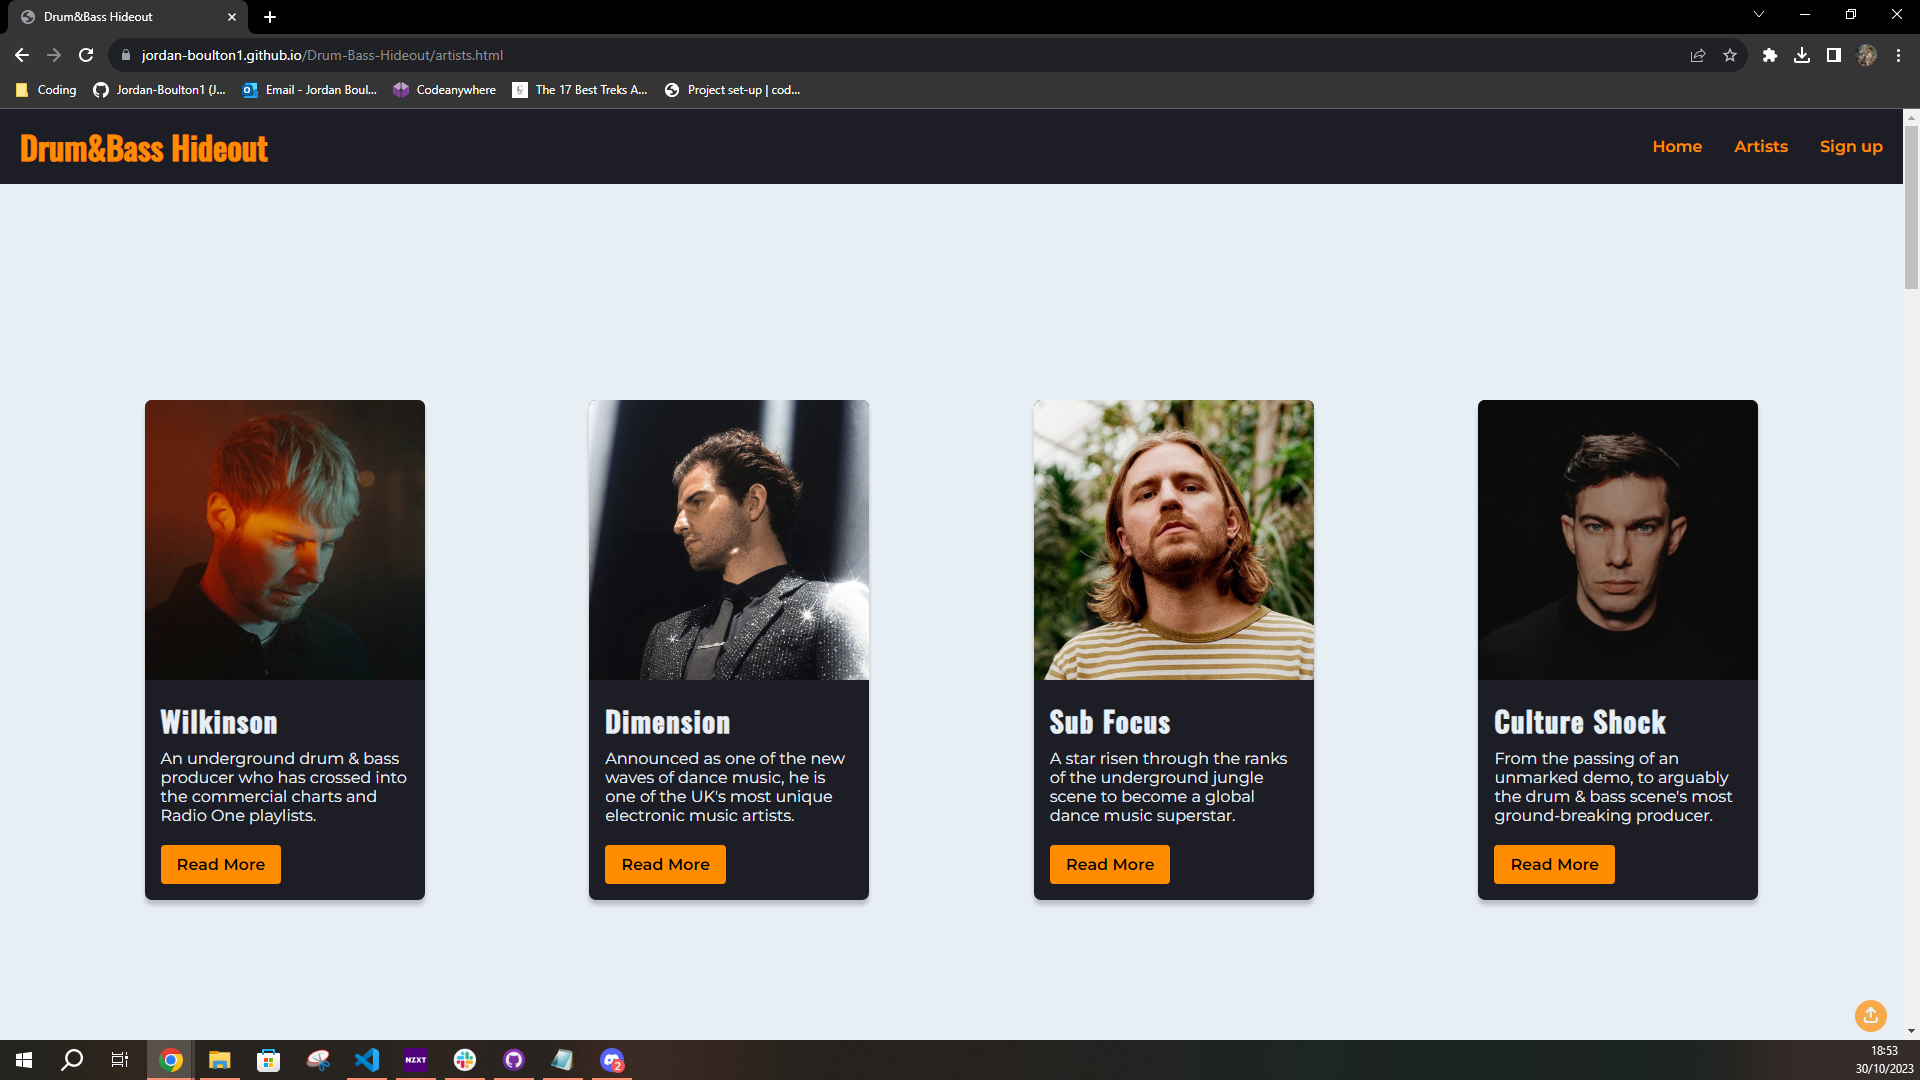 Drum&Bass Hideout
jordan-boulton1.github.io/Drum-Bass-Hideout/artists.html
Coding
Jordan-Boulton1 (J...
Email - Jordan Boul...
Codeanywhere
The 17 Best Treks A...
Project set-up | cod...
Drum&Bass Hideout
Home
Artists
Sign up
Wilkinson
An underground drum & bass
producer who has crossed into
the commercial charts and
Radio One playlists.
Read More
Dimension
Announced as one of the new
waves of dance music, he is
one of the UK's most unique
electronic music artists.
Read More
Sub Focus
A star risen through the ranks
of the underground jungle
scene to become a global
dance music superstar.
Read More
Culture Shock
From the passing of an
unmarked demo, to arguably
the drum & bass scene's most
ground-breaking producer.
Read More
NZXT
2
18:53
30/10/2023